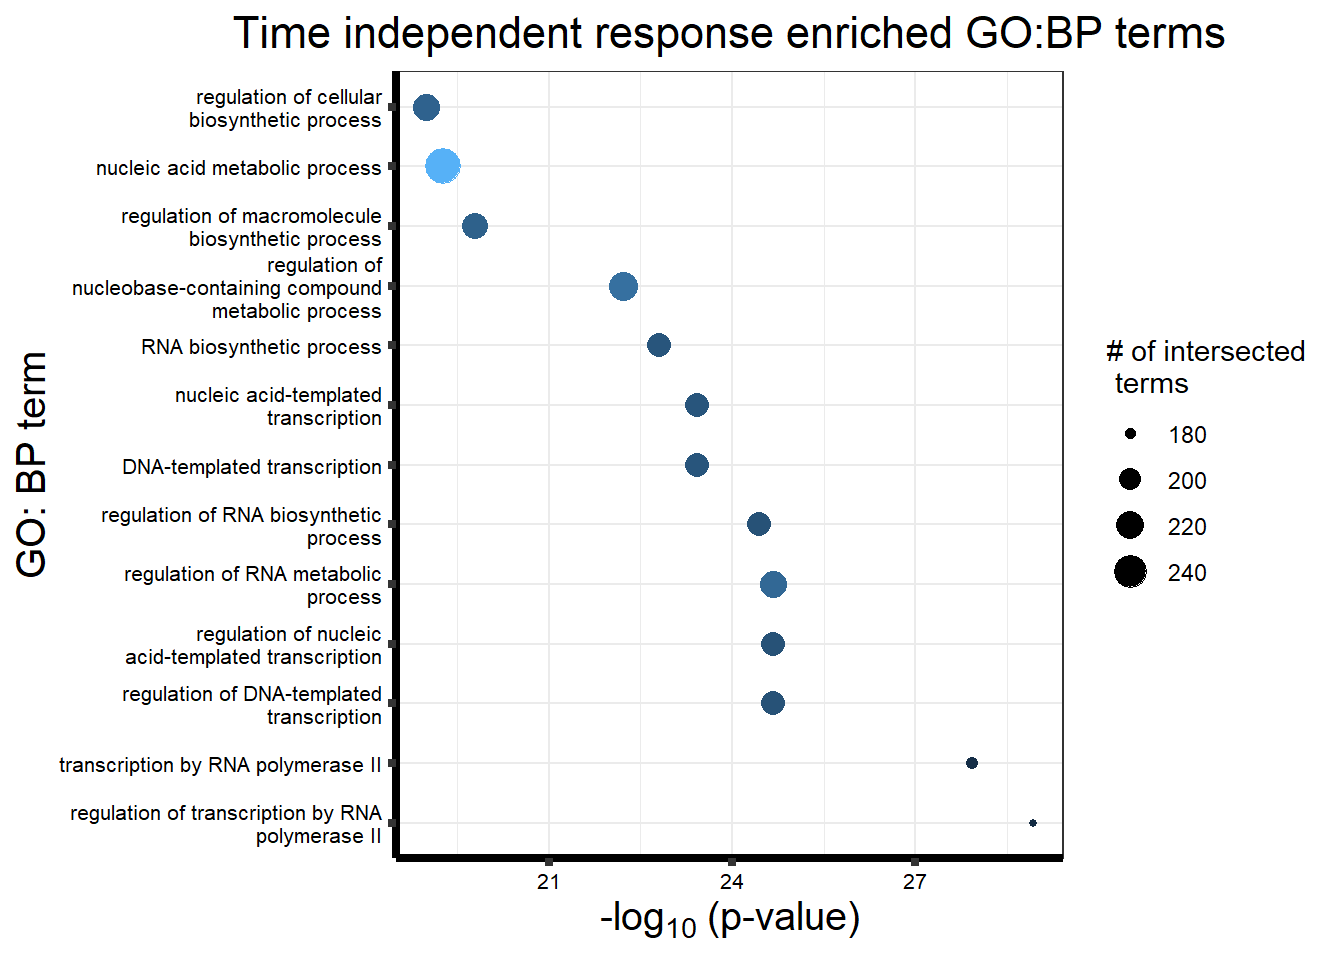 Time independent response enriched GO:BP terms
regulation of cellular
biosynthetic process
nucleic acid metabolic process
regulation of macromolecule
biosynthetic process
regulation of
nucleobase-containing compound
metabolic process
RNA biosynthetic process
nucleic acid-templated
transcription
DNA-templated transcription
regulation of RNA biosynthetic
process
regulation of RNA metabolic
process
regulation of nucleic
acid-templated transcription
regulation of DNA-templated
transcription
transcription by RNA polymerase II
regulation of transcription by RNA
polymerase II
GO: BP term
21 24 27
-log10 (p-value)
# of intersected
terms
180
200
220
240